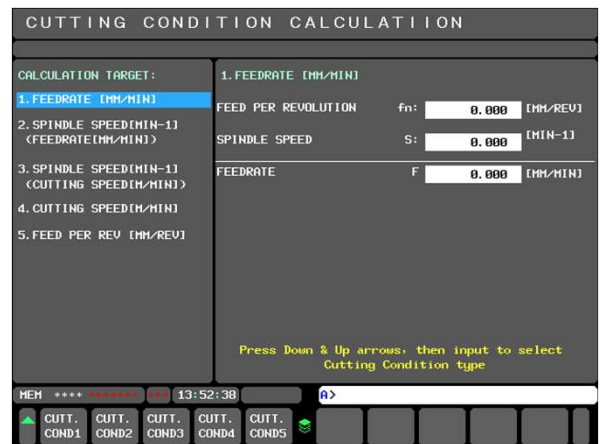 CUTTING CONDITION CALCULATIION
CALCULATION TARGET:
1.FEEDRATE [MM/MIN]
2.SPINDLE SPEED[MIN-1]
(FEEDRATE[MM/MIN])
3.SPINDLE SPEED[MIN-1]
(CUTTING SPEED[M/MIN])
4.CUTTING SPEED[M/MIN]
5.FEED PER REV [MM/REV]
1.FEEDRATE [MM/MIN]
FEED PER REVOLUTION fn: 0.000 [MM/REV]
SPINDLE SPEED S: 0.000 [MIN-1]
FEEDRATE F 0.000 [MM/MIN]
Press Down & Up arrows, then input to select
Cutting Condition type
MEM **** ******* *** 13:52:38 A>
CUTT. CUTT. CUTT. CUTT. CUTT.
COND1 COND2 COND3 COND4 COND5